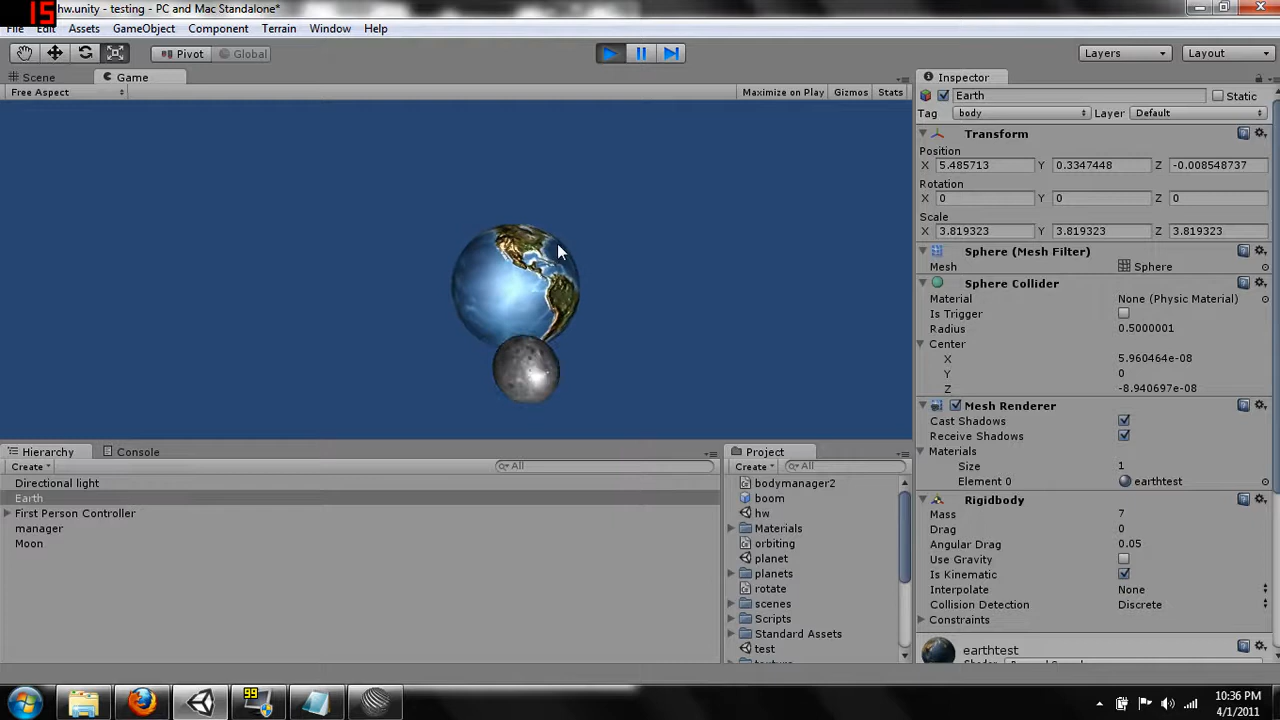 15
hw.unity - testing - PC and Mac Standalone*
File Edit Assets GameObject Component Terrain Window Help
Pivot Global Layers Layout
Scene Game
Free Aspect Maximize on Play Gizmos Stats
Inspector
Earth Static
Tag body Layer Default
Transform
Position
X 5.485713 Y 0.3347448 Z -0.008548737
Rotation
X 0 Y 0 Z 0
Scale
X 3.819323 Y 3.819323 Z 3.819323
Sphere (Mesh Filter)
Mesh Sphere
Sphere Collider
Material None (Physic Material)
Is Trigger
Radius 0.5000001
Center
X 5.960464e-08
Y 0
Z -8.940697e-08
Mesh Renderer
Cast Shadows
Receive Shadows
Materials
Size 1
Element 0 earthtest
Rigidbody
Mass 7
Drag 0
Angular Drag 0.05
Use Gravity
Is Kinematic
Interpolate None
Collision Detection Discrete
Constraints
earthtest
Hierarchy Console
Create All
Directional light
Earth
First Person Controller
manager
Moon
Project
Create All
bodymanager2
boom
hw
Materials
orbiting
planet
planets
rotate
scenes
Scripts
Standard Assets
test
99
10:36 PM
4/1/2011